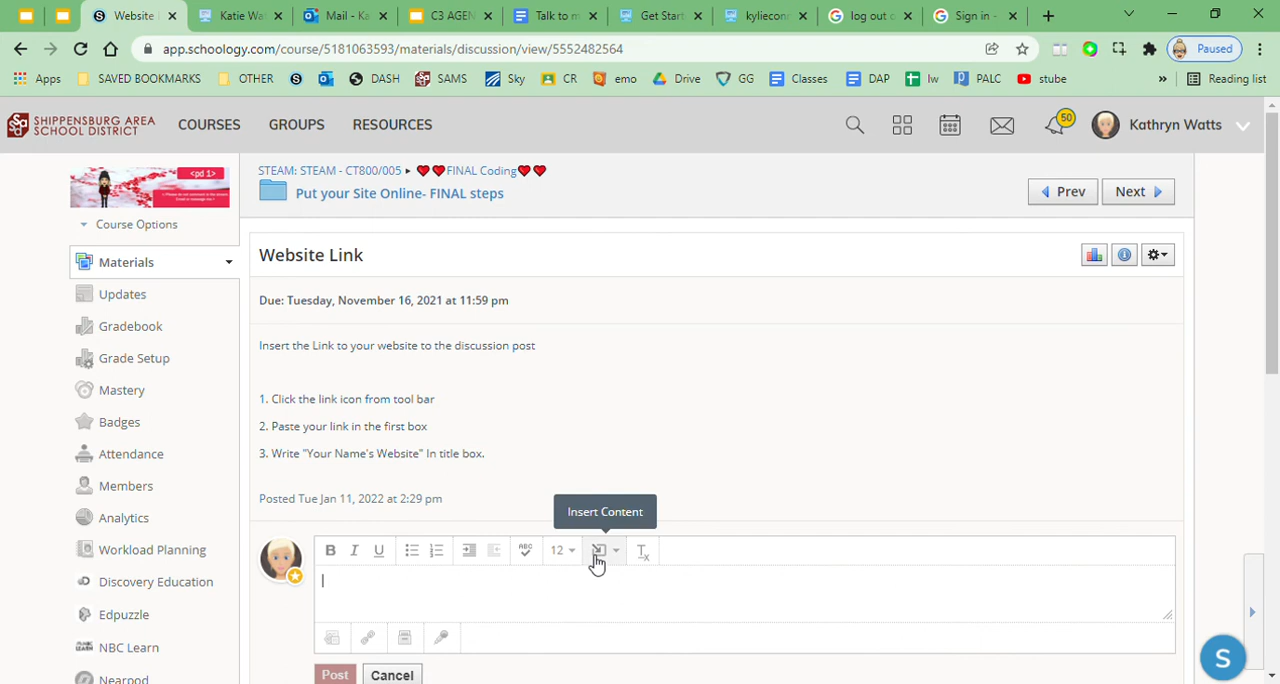 Website
Katie Wa
Mail - Ka
C3 AGEN
Talk to m
Get Start
kylieconr
log out o
Sign in -
app.schoology.com/course/5181063593/materials/discussion/view/5552482564
Paused
Apps SAVED BOOKMARKS OTHER DASH SAMS Sky CR emo Drive GG Classes DAP lw PALC stube » Reading list
SHIPPENSBURG AREA
SCHOOL DISTRICT
COURSES GROUPS RESOURCES
50
Kathryn Watts
<pd 1>
Course Options
Materials
Updates
Gradebook
Grade Setup
Mastery
Badges
Attendance
Members
Analytics
Workload Planning
Discovery Education
Edpuzzle
NBC Learn
Nearpod
STEAM: STEAM - CT800/005 ▸ ❤❤FINAL Coding❤❤
Put your Site Online- FINAL steps
Prev
Next
Website Link
Due: Tuesday, November 16, 2021 at 11:59 pm
Insert the Link to your website to the discussion post
1. Click the link icon from tool bar
2. Paste your link in the first box
3. Write "Your Name's Website" In title box.
Posted Tue Jan 11, 2022 at 2:29 pm
Insert Content
B I U ABC 12 Tx
Post Cancel
S